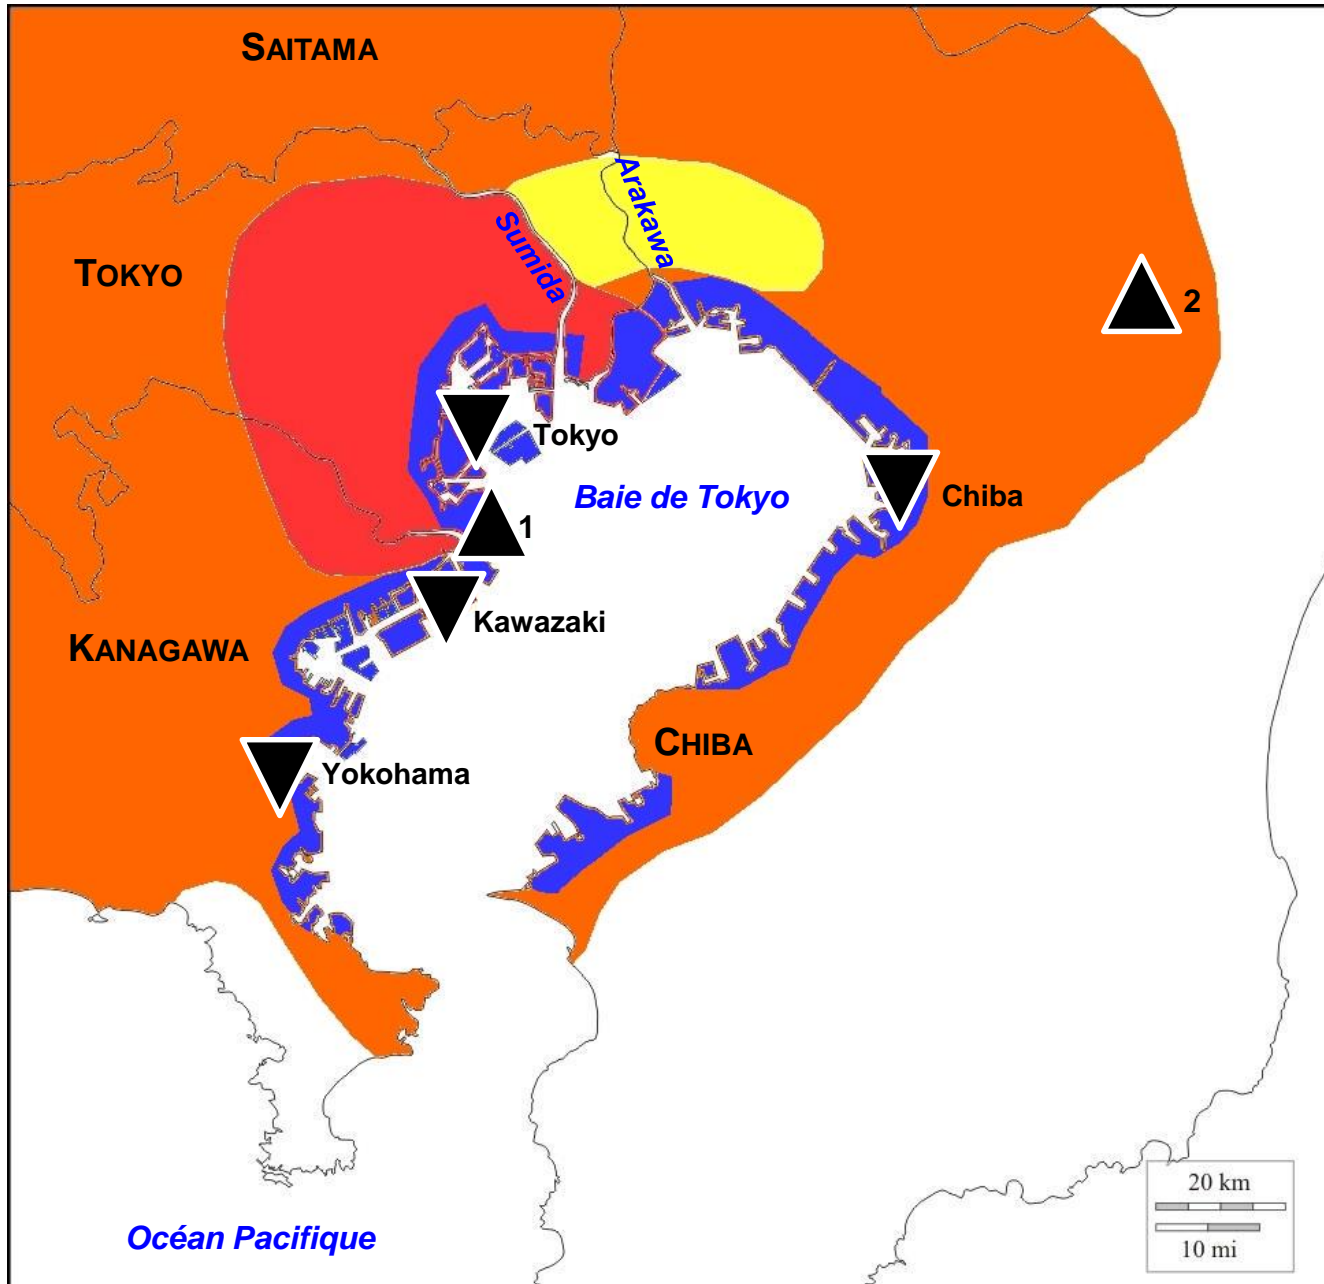 SAITAMA
Arakawa
Sumida
TOKYO
2
Tokyo
Baie de Tokyo
Chiba
1
Kawazaki
KANAGAWA
CHIBA
Yokohama
20 km
10 mi
Océan Pacifique